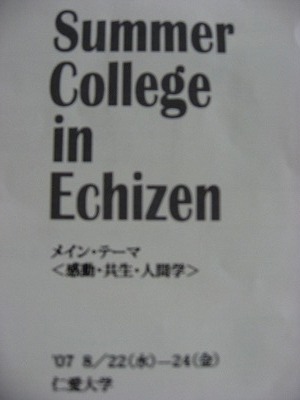 Summer
College
in
Echizen
メイン・テーマ
＜感動・共生・人間学＞
'07 8／22(水)―24(金)
仁愛大学